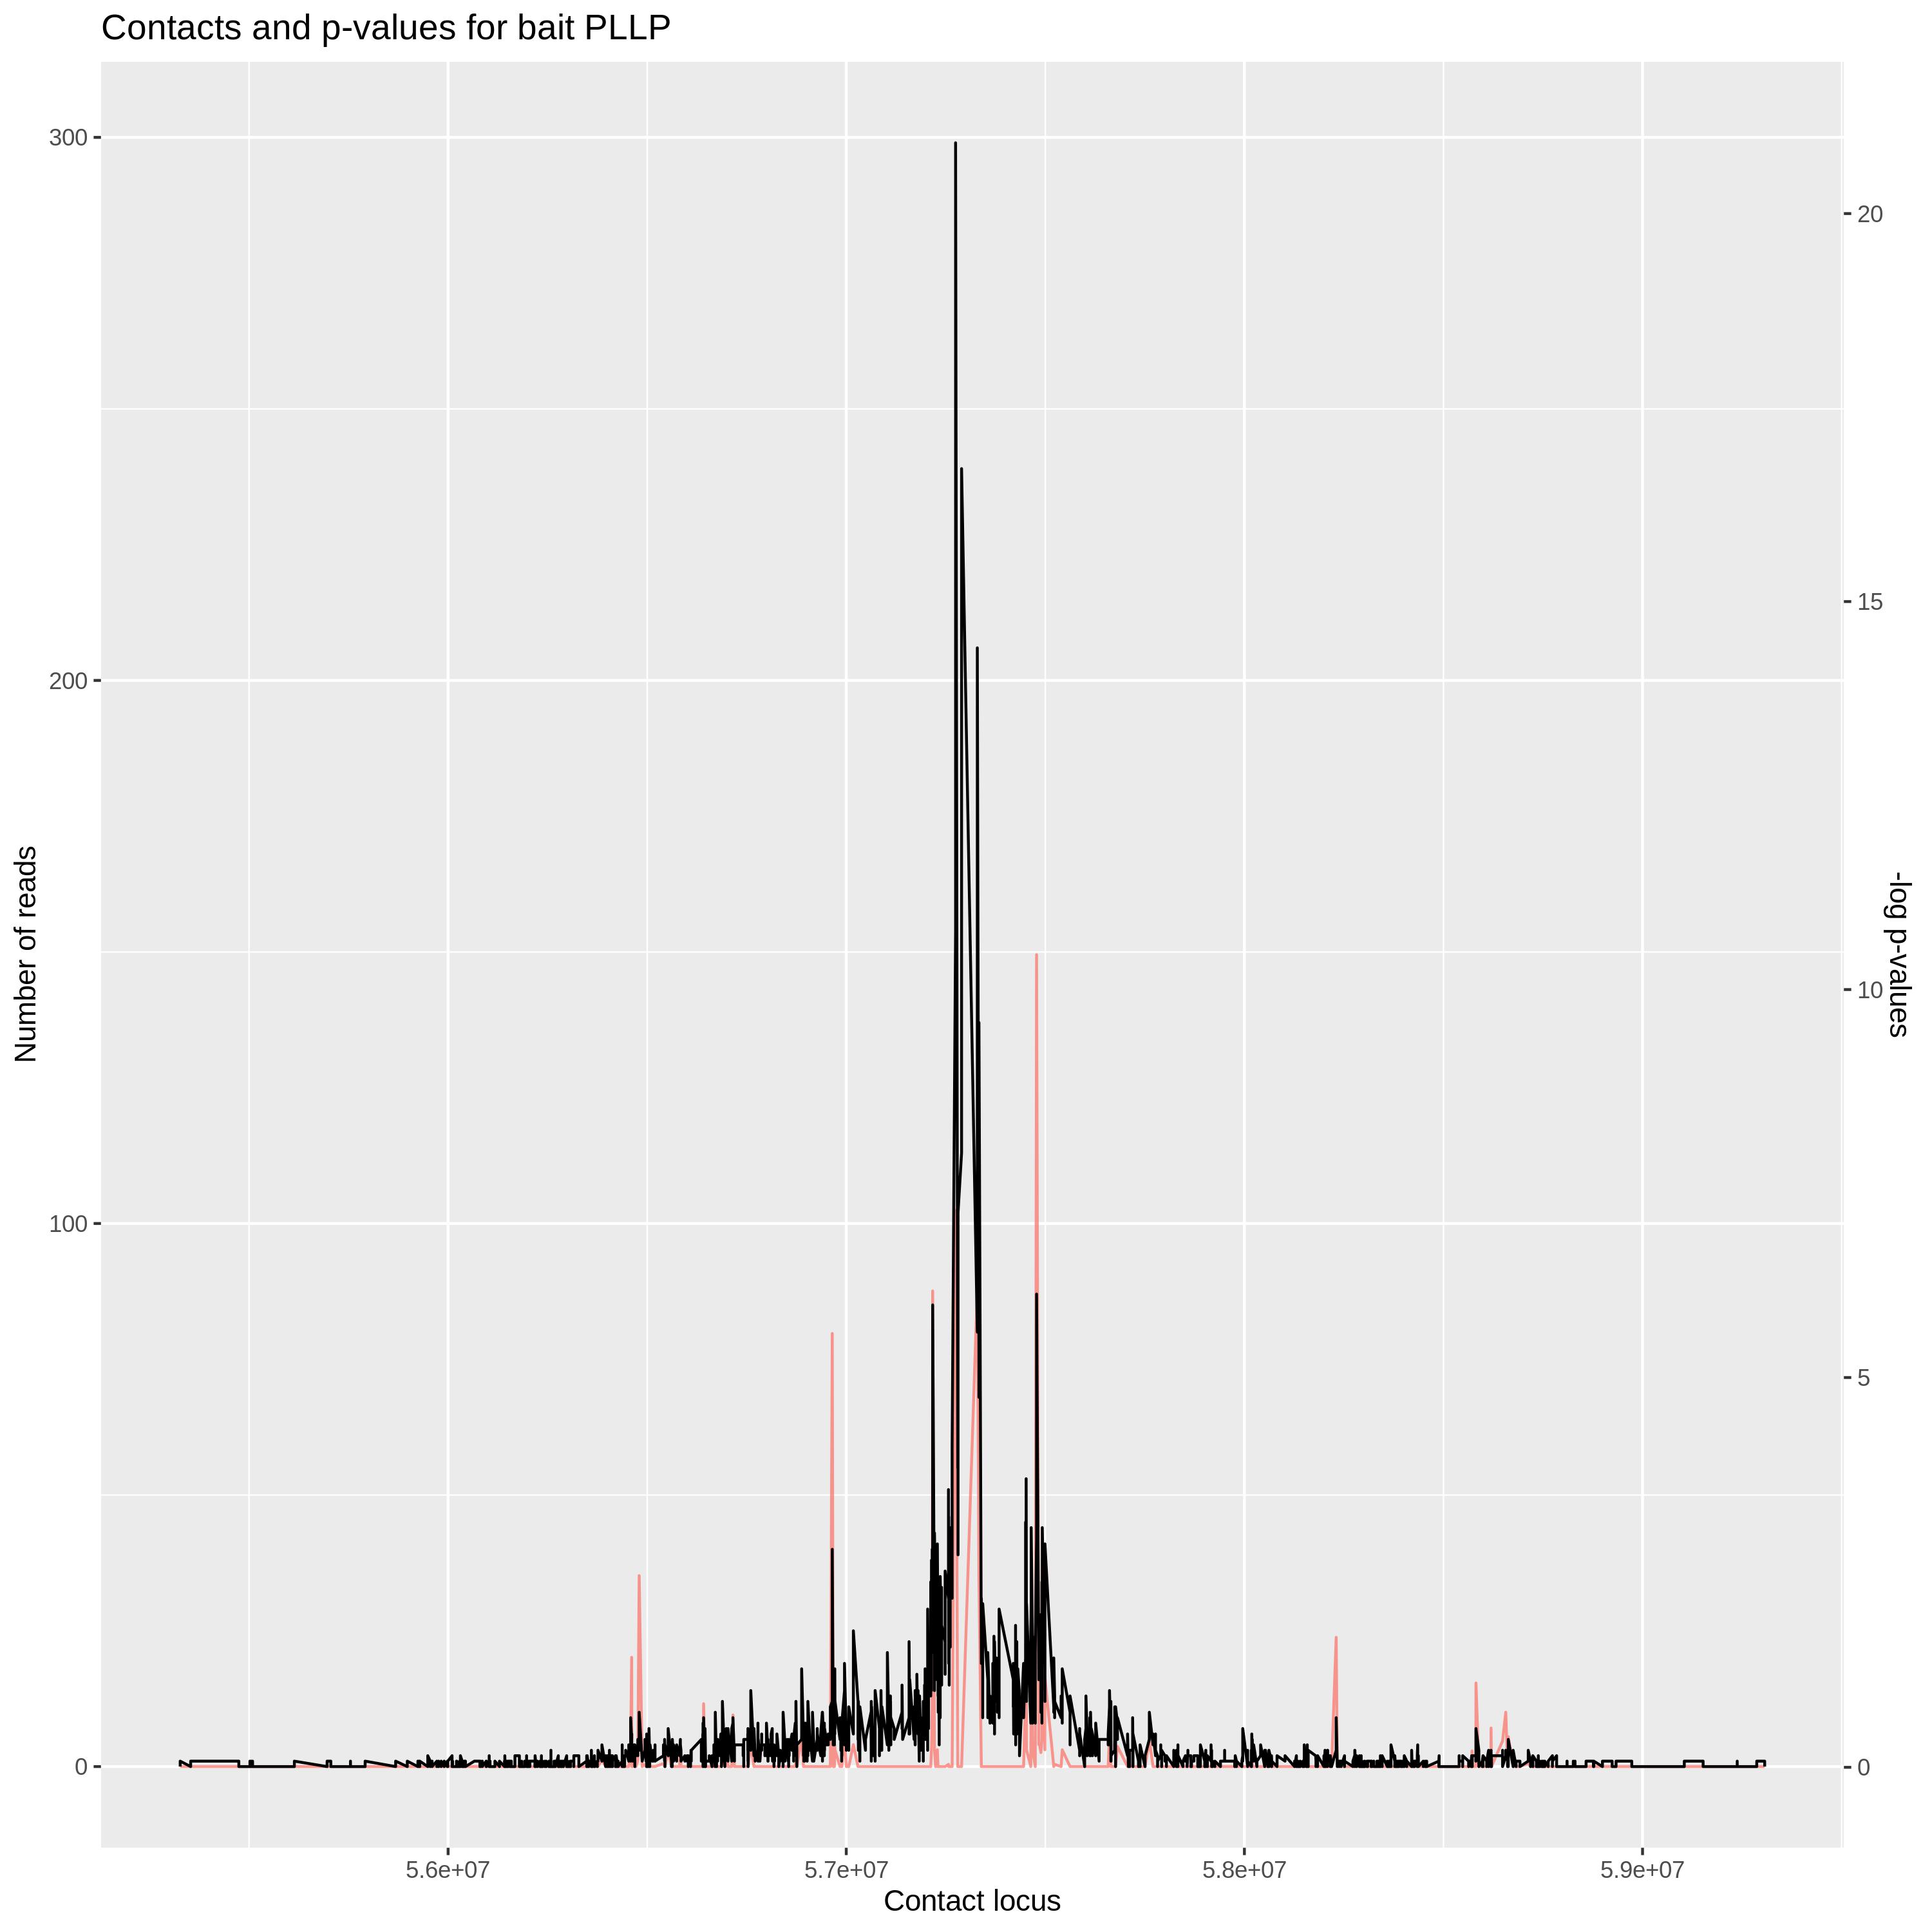 Contacts and p-values for bait PLLP
300
200
100
0
Number of reads
20
15
10
5
0
-log p-values
5.6e+07 5.7e+07 5.8e+07 5.9e+07
Contact locus